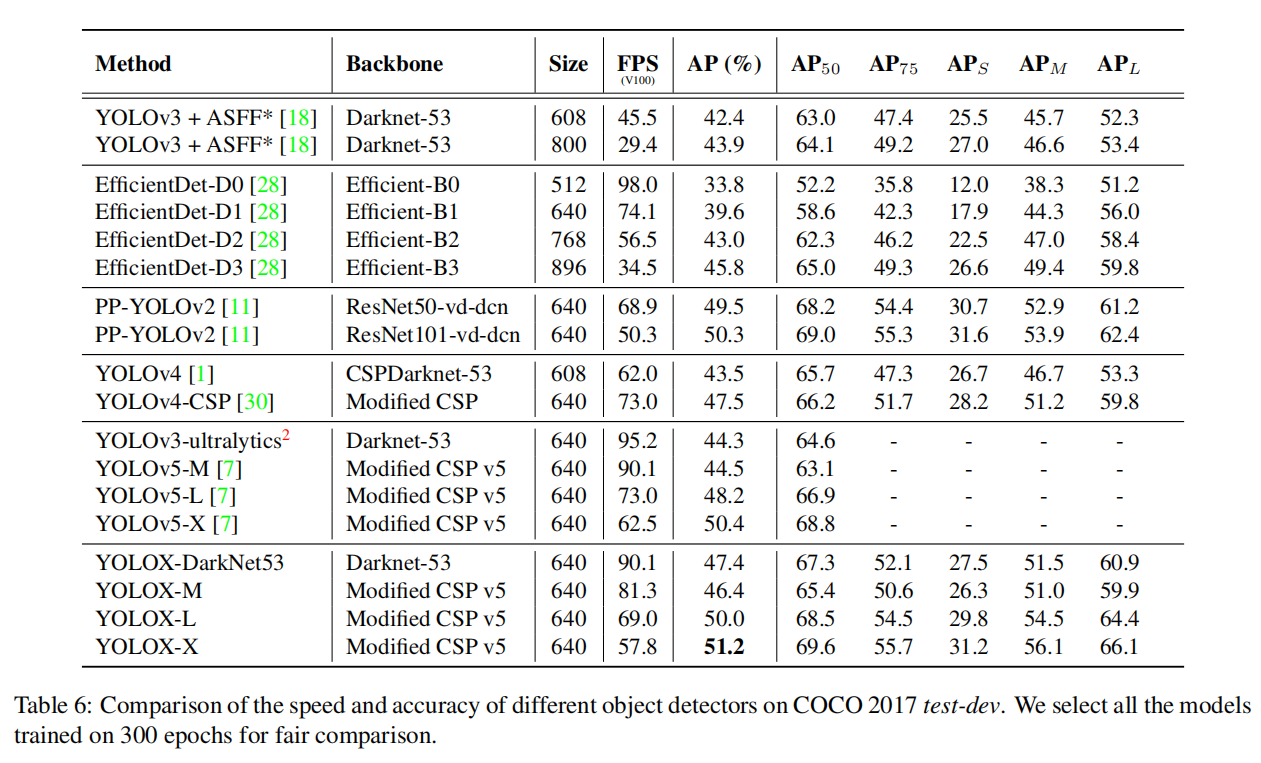 Method Backbone Size FPS (V100) AP (%) AP50 AP75 APS APM APL
YOLOv3 + ASFF* [18] Darknet-53 608 45.5 42.4 63.0 47.4 25.5 45.7 52.3
YOLOv3 + ASFF* [18] Darknet-53 800 29.4 43.9 64.1 49.2 27.0 46.6 53.4
EfficientDet-D0 [28] Efficient-B0 512 98.0 33.8 52.2 35.8 12.0 38.3 51.2
EfficientDet-D1 [28] Efficient-B1 640 74.1 39.6 58.6 42.3 17.9 44.3 56.0
EfficientDet-D2 [28] Efficient-B2 768 56.5 43.0 62.3 46.2 22.5 47.0 58.4
EfficientDet-D3 [28] Efficient-B3 896 34.5 45.8 65.0 49.3 26.6 49.4 59.8
PP-YOLOv2 [11] ResNet50-vd-dcn 640 68.9 49.5 68.2 54.4 30.7 52.9 61.2
PP-YOLOv2 [11] ResNet101-vd-dcn 640 50.3 50.3 69.0 55.3 31.6 53.9 62.4
YOLOv4 [1] CSPDarknet-53 608 62.0 43.5 65.7 47.3 26.7 46.7 53.3
YOLOv4-CSP [30] Modified CSP 640 73.0 47.5 66.2 51.7 28.2 51.2 59.8
YOLOv3-ultralytics2 Darknet-53 640 95.2 44.3 64.6 - - - -
YOLOv5-M [7] Modified CSP v5 640 90.1 44.5 63.1 - - - -
YOLOv5-L [7] Modified CSP v5 640 73.0 48.2 66.9 - - - -
YOLOv5-X [7] Modified CSP v5 640 62.5 50.4 68.8 - - - -
YOLOX-DarkNet53 Darknet-53 640 90.1 47.4 67.3 52.1 27.5 51.5 60.9
YOLOX-M Modified CSP v5 640 81.3 46.4 65.4 50.6 26.3 51.0 59.9
YOLOX-L Modified CSP v5 640 69.0 50.0 68.5 54.5 29.8 54.5 64.4
YOLOX-X Modified CSP v5 640 57.8 51.2 69.6 55.7 31.2 56.1 66.1
Table 6: Comparison of the speed and accuracy of different object detectors on COCO 2017 test-dev. We select all the models
trained on 300 epochs for fair comparison.